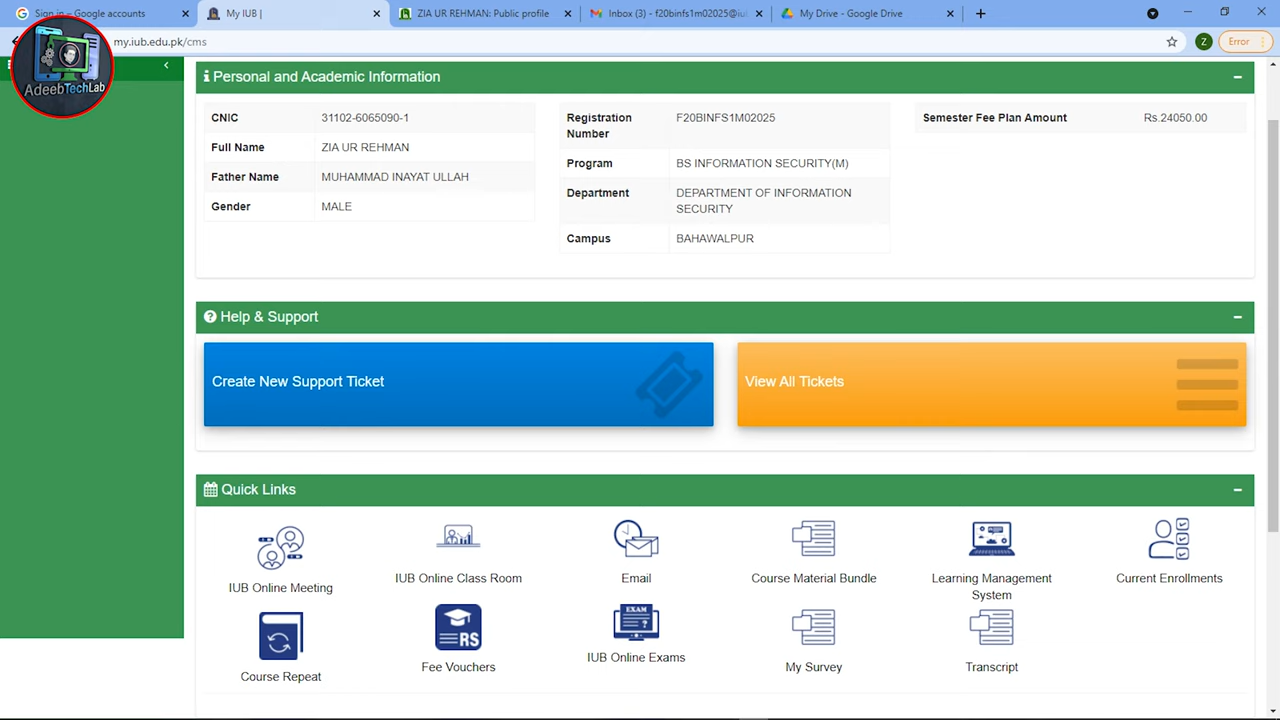 Sign in – Google accounts
My IUB |
ZIA UR REHMAN: Public profile
Inbox (3) - f20binfs1m02025@iu
My Drive - Google Drive
my.iub.edu.pk/cms
Z
Error
AdeebTechLab
Personal and Academic Information
CNIC 31102-6065090-1
Full Name ZIA UR REHMAN
Father Name MUHAMMAD INAYAT ULLAH
Gender MALE
Registration
Number F20BINFS1M02025
Program BS INFORMATION SECURITY(M)
Department DEPARTMENT OF INFORMATION
SECURITY
Campus BAHAWALPUR
Semester Fee Plan Amount Rs.24050.00
Help & Support
Create New Support Ticket
View All Tickets
Quick Links
IUB Online Meeting
IUB Online Class Room
Email
Course Material Bundle
Learning Management
System
Current Enrollments
RS
EXAM
Course Repeat
Fee Vouchers
IUB Online Exams
My Survey
Transcript